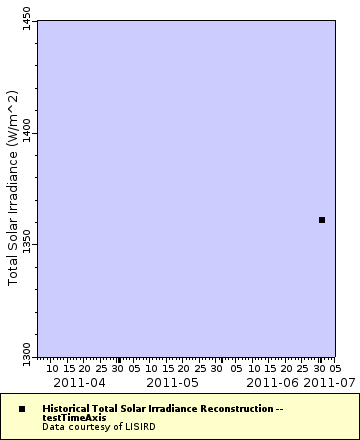 1450
1400
1350
1300
Total Solar Irradiance (W/m^2)
10 15 20 25 30 05 10 15 20 25 30 05 10 15 20 25 30 05
2011-04 2011-05 2011-06 2011-07
Historical Total Solar Irradiance Reconstruction --
testTimeAxis
Data courtesy of LISIRD